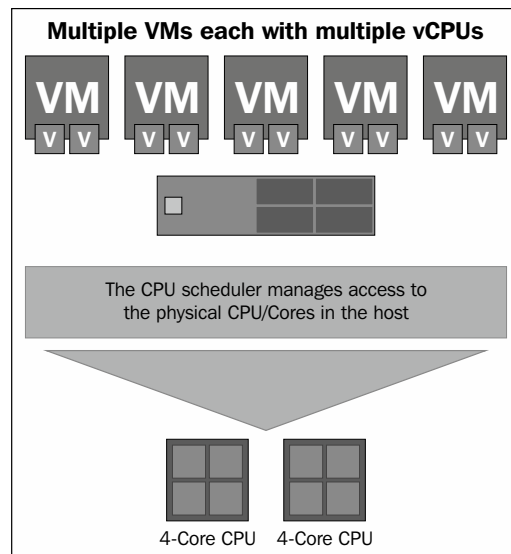 Multiple VMs each with multiple vCPUs
VM VM VM VM VM
V V V V V V V V V V
The CPU scheduler manages access to
the physical CPU/Cores in the host
4-Core CPU 4-Core CPU